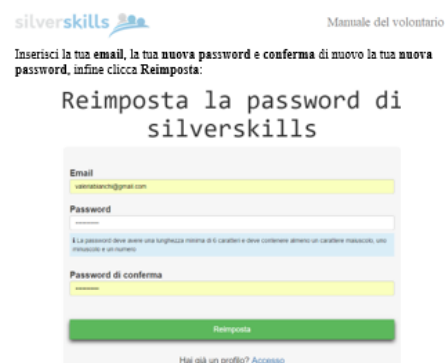 silverskills
Manuale del volontario
Inserisci la tua email, la tua nuova password e conferma di nuovo la tua nuova
password, infine clicca Reimposta:
Reimposta la password di
silverskills
Email
valeriabianchi@gmail.com
Password
La password deve avere una lunghezza minima di 6 caratteri e deve contenere almeno un carattere maiuscolo, uno
minuscolo e un numero.
Password di conferma
Reimposta
Hai già un profilo? Accesso